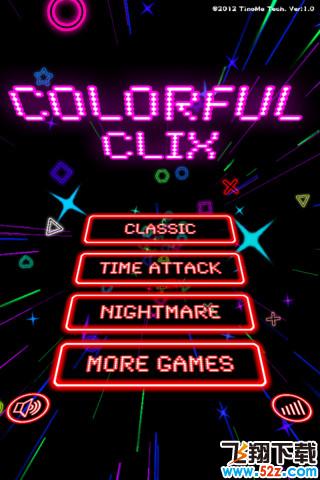 ©2012 TinoMe Tech. Ver:1.0
COLORFUL
CLIX
CLASSIC
TIME ATTACK
NIGHTMARE
MORE GAMES
飞翔下载
www.52z.com